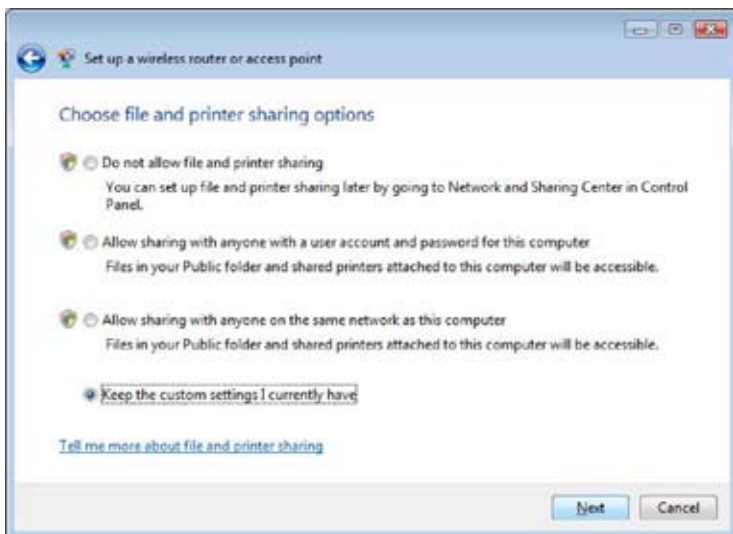 Set up a wireless router or access point
Choose file and printer sharing options
Do not allow file and printer sharing
You can set up file and printer sharing later by going to Network and Sharing Center in Control
Panel.
Allow sharing with anyone with a user account and password for this computer
Files in your Public folder and shared printers attached to this computer will be accessible.
Allow sharing with anyone on the same network as this computer
Files in your Public folder and shared printers attached to this computer will be accessible.
Keep the custom settings I currently have
Tell me more about file and printer sharing
Next Cancel